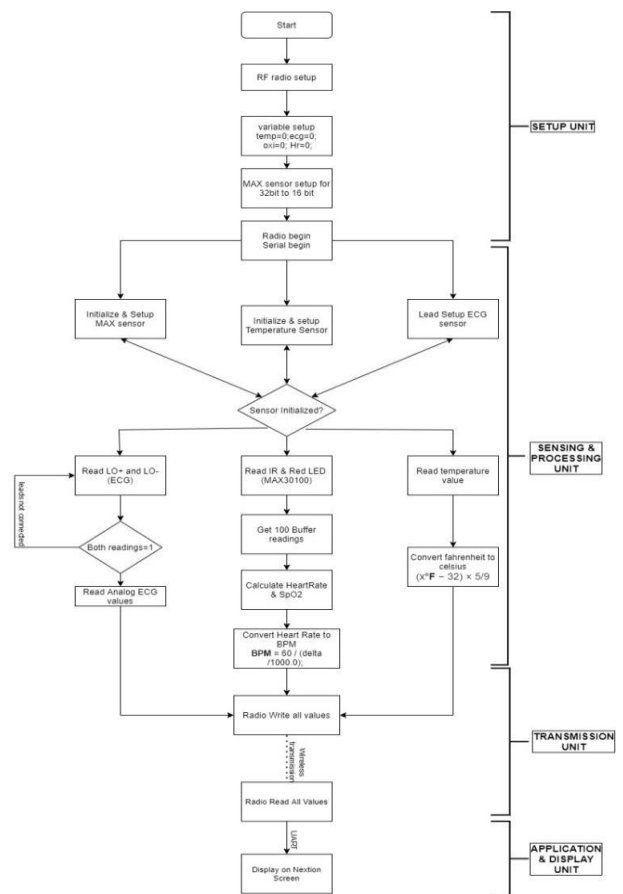 Start
RF radio setup
variable setup
temp=0;ecg=0;
oxi=0; Hr=0;
SETUP UNIT
MAX sensor setup for
32bit to 16 bit
Radio begin
Serial begin
Initialize & Setup
MAX sensor
Initialize & setup
Temperature Sensor
Lead Setup ECG
sensor
Sensor Initialized?
SENSING &
PROCESSING
UNIT
Read LO+ and LO-
(ECG)
Read IR & Red LED
(MAX30100)
Read temperature
value
leads not conneded
Both readings=1
Get 100 Buffer
readings
Convert fahrenheit to
celsius
(x°F − 32) × 5/9
Read Analog ECG
values
Calculate HeartRate
& SpO2
Convert Heart Rate to
BPM
BPM = 60 / (delta
/1000.0);
Radio Write all values
TRANSMISSION
UNIT
Wireless
transmission
Radio Read All Values
UART
APPLICATION
& DISPLAY
UNIT
Display on Nextion
Screen